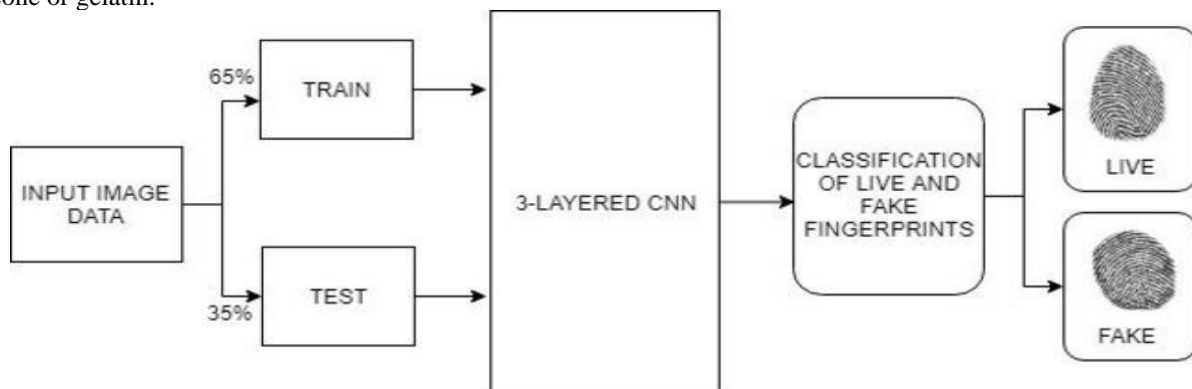 65%
TRAIN
INPUT IMAGE
DATA
35%
TEST
3-LAYERED CNN
CLASSIFICATION
OF LIVE AND
FAKE
FINGERPRINTS
LIVE
FAKE